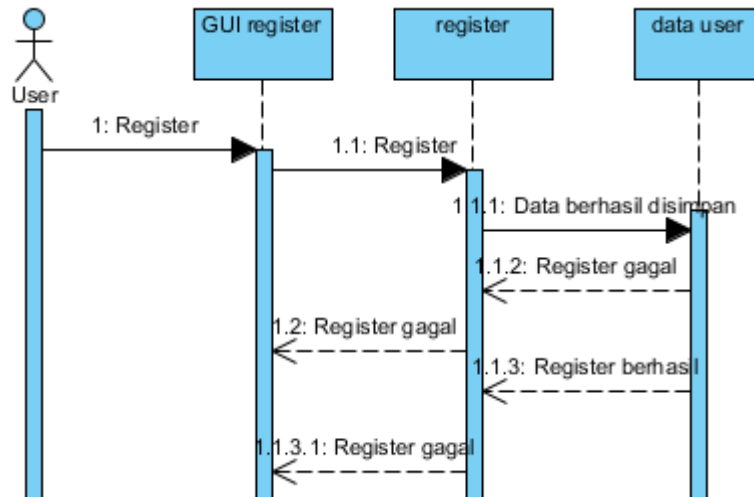 GUI register
register
data user
User
1: Register
1.1: Register
1.1.1: Data berhasil disimpan
1.1.2: Register gagal
1.2: Register gagal
1.1.3: Register berhasil
1.1.3.1: Register gagal